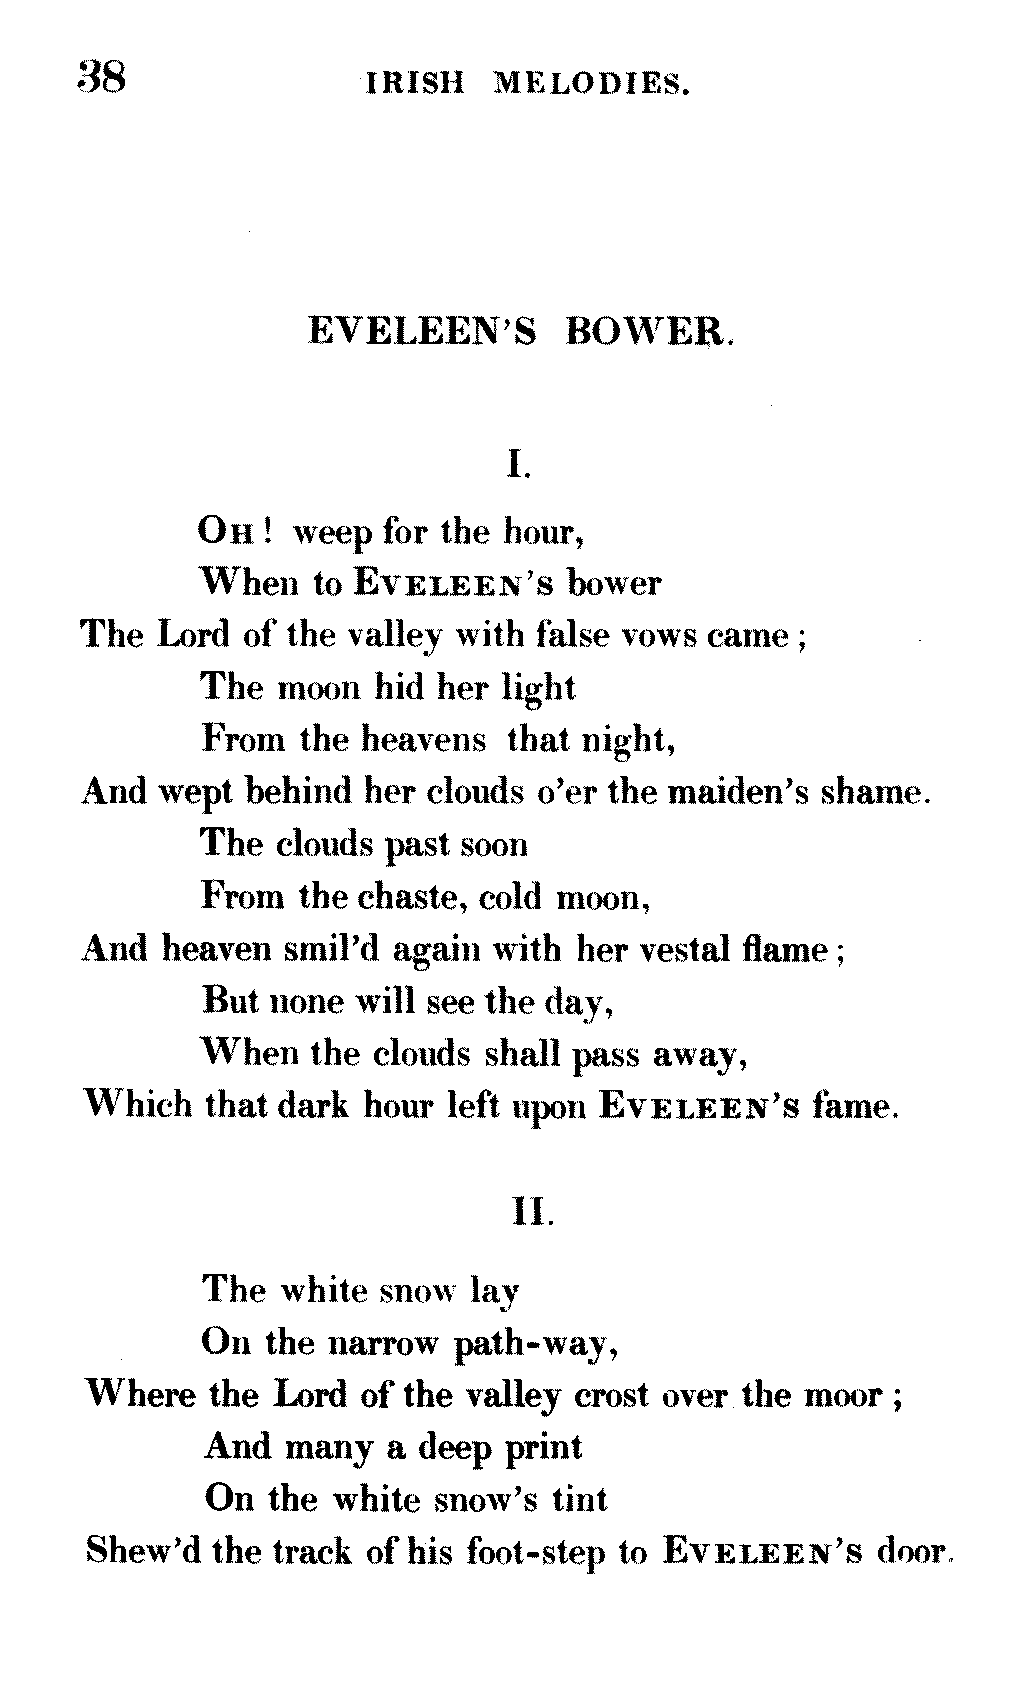 38 IRISH MELODIES.
EVELEEN'S BOWER.
I.
OH! weep for the hour,
When to EVELEEN'S bower
The Lord of the valley with false vows came;
The moon hid her light
From the heavens that night,
And wept behind her clouds o'er the maiden's shame.
The clouds past soon
From the chaste, cold moon,
And heaven smil'd again with her vestal flame;
But none will see the day,
When the clouds shall pass away,
Which that dark hour left upon EVELEEN'S fame.
II.
The white snow lay
On the narrow path-way,
Where the Lord of the valley crost over the moor;
And many a deep print
On the white snow's tint
Shew'd the track of his foot-step to EVELEEN'S door.